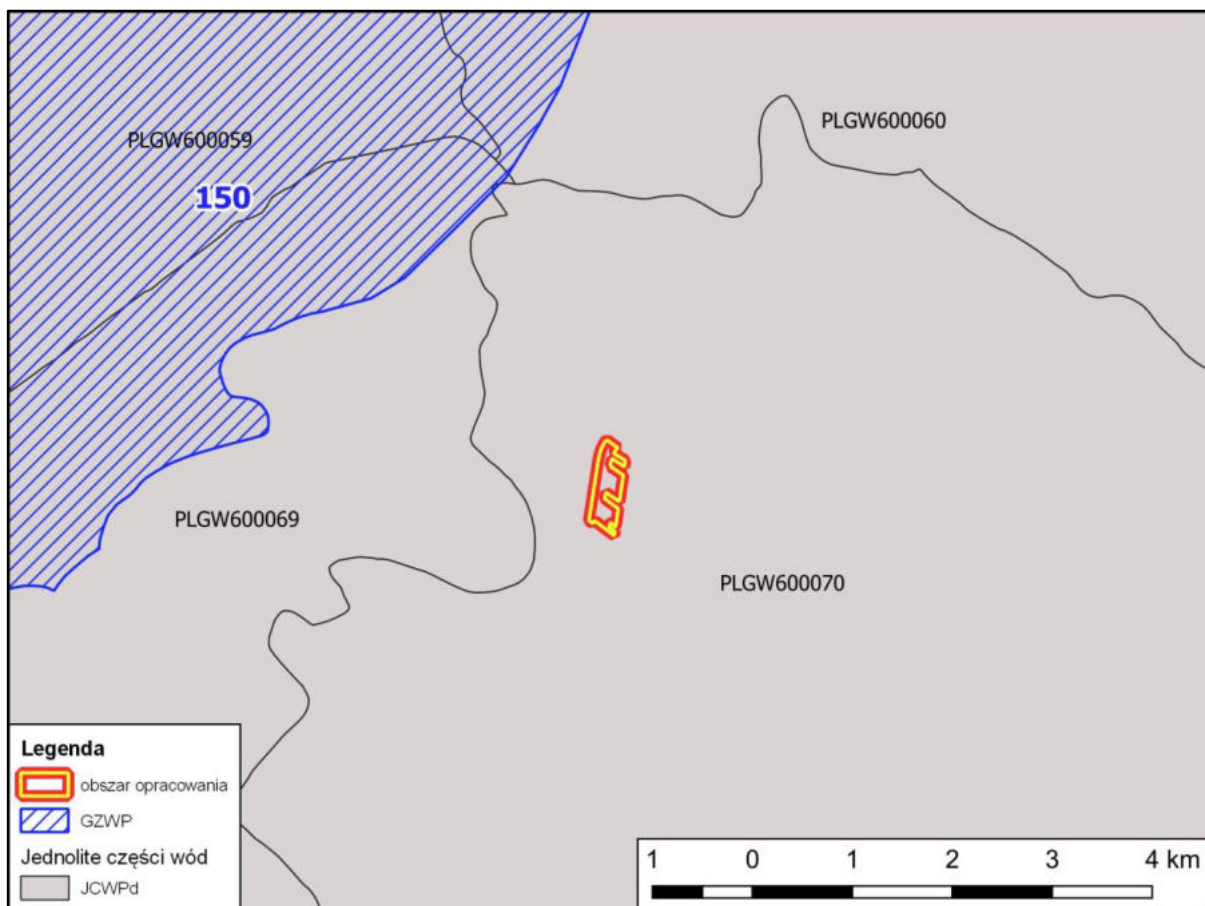 PLGW600060
PLGW600059
150
PLGW600069
PLGW600070
Legenda
obszar opracowania
GZWP
Jednolite części wód
JCWPd
1 0 1 2 3 4 km